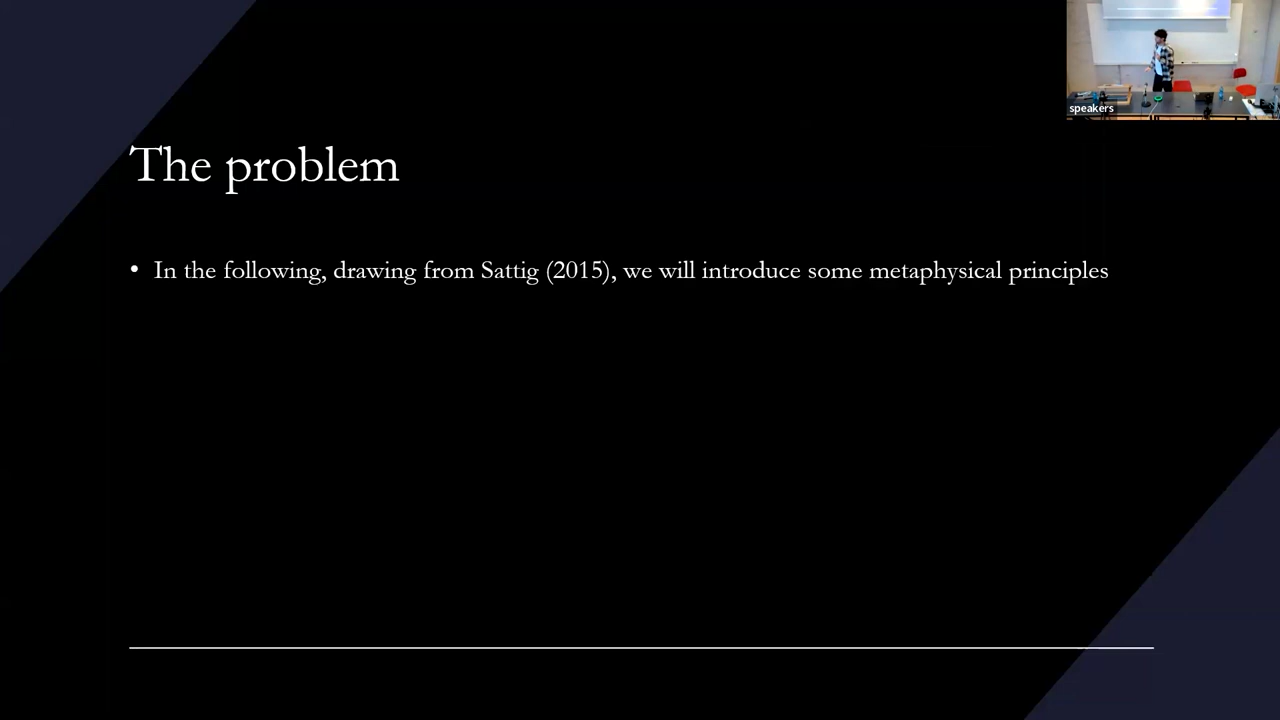 speakers
The problem
• In the following, drawing from Sattig (2015), we will introduce some metaphysical principles